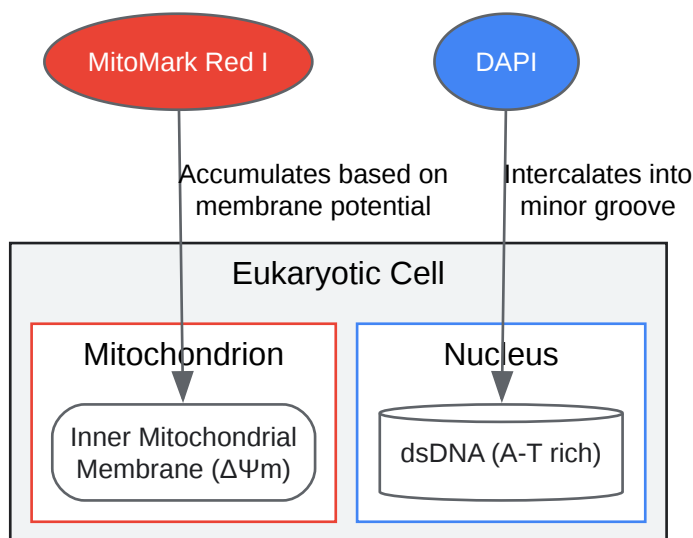 MitoMark Red I
DAPI
Accumulates based on
membrane potential
Intercalates into
minor groove
Eukaryotic Cell
Mitochondrion
Nucleus
Inner Mitochondrial
Membrane (ΔΨm)
dsDNA (A-T rich)